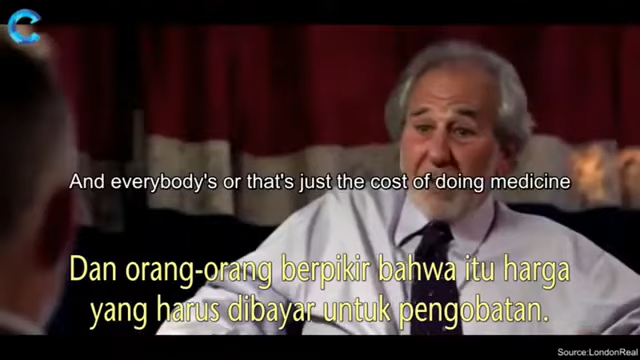 C
And everybody's or that's just the cost of doing medicine
Dan orang-orang berpikir bahwa itu harga
yang harus dibayar untuk pengobatan.
Source:LondonReal